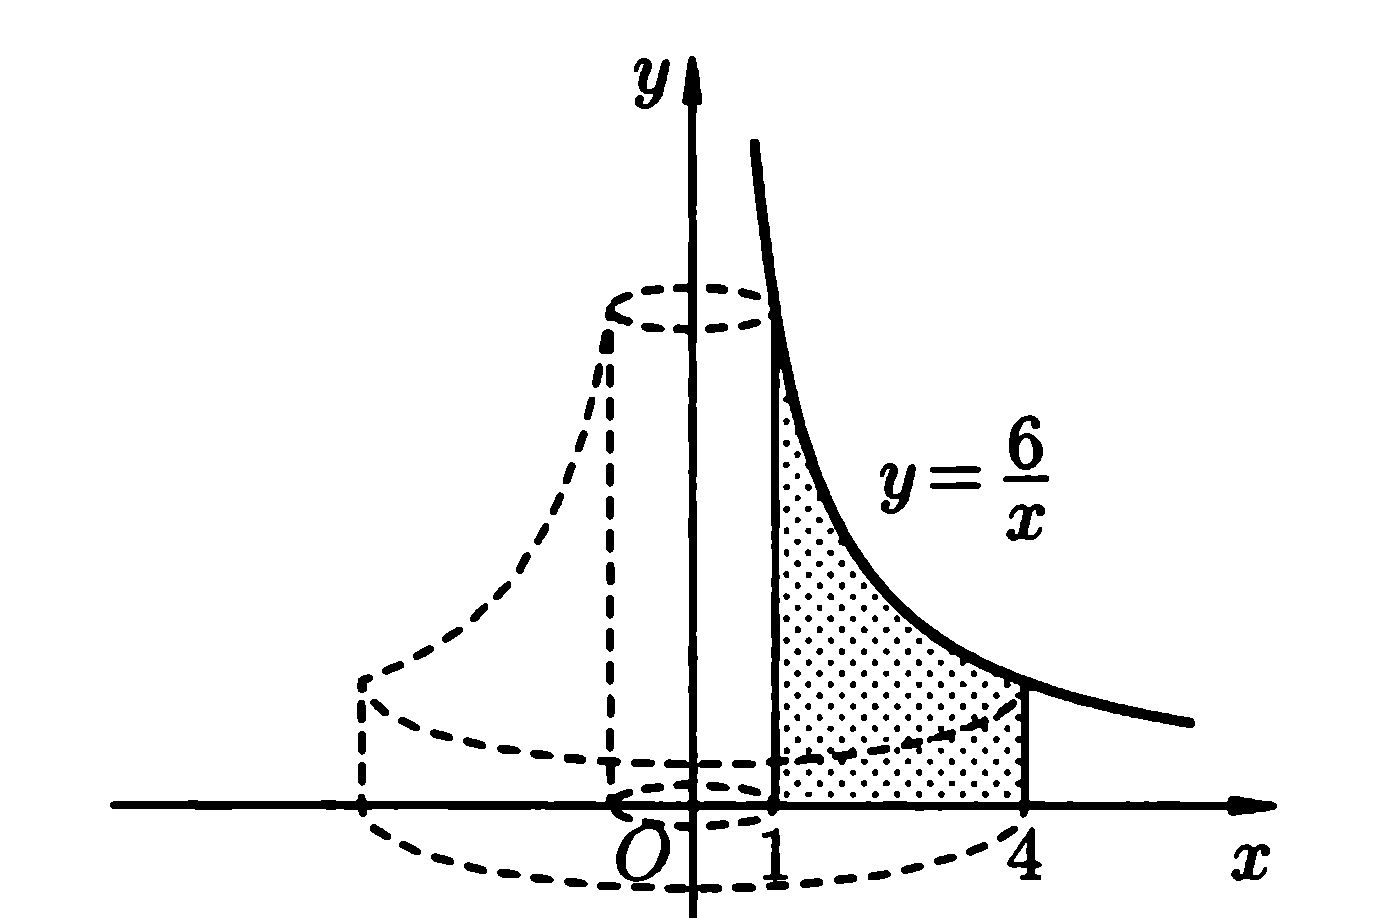 y
y = 6/x
O 1 4 x